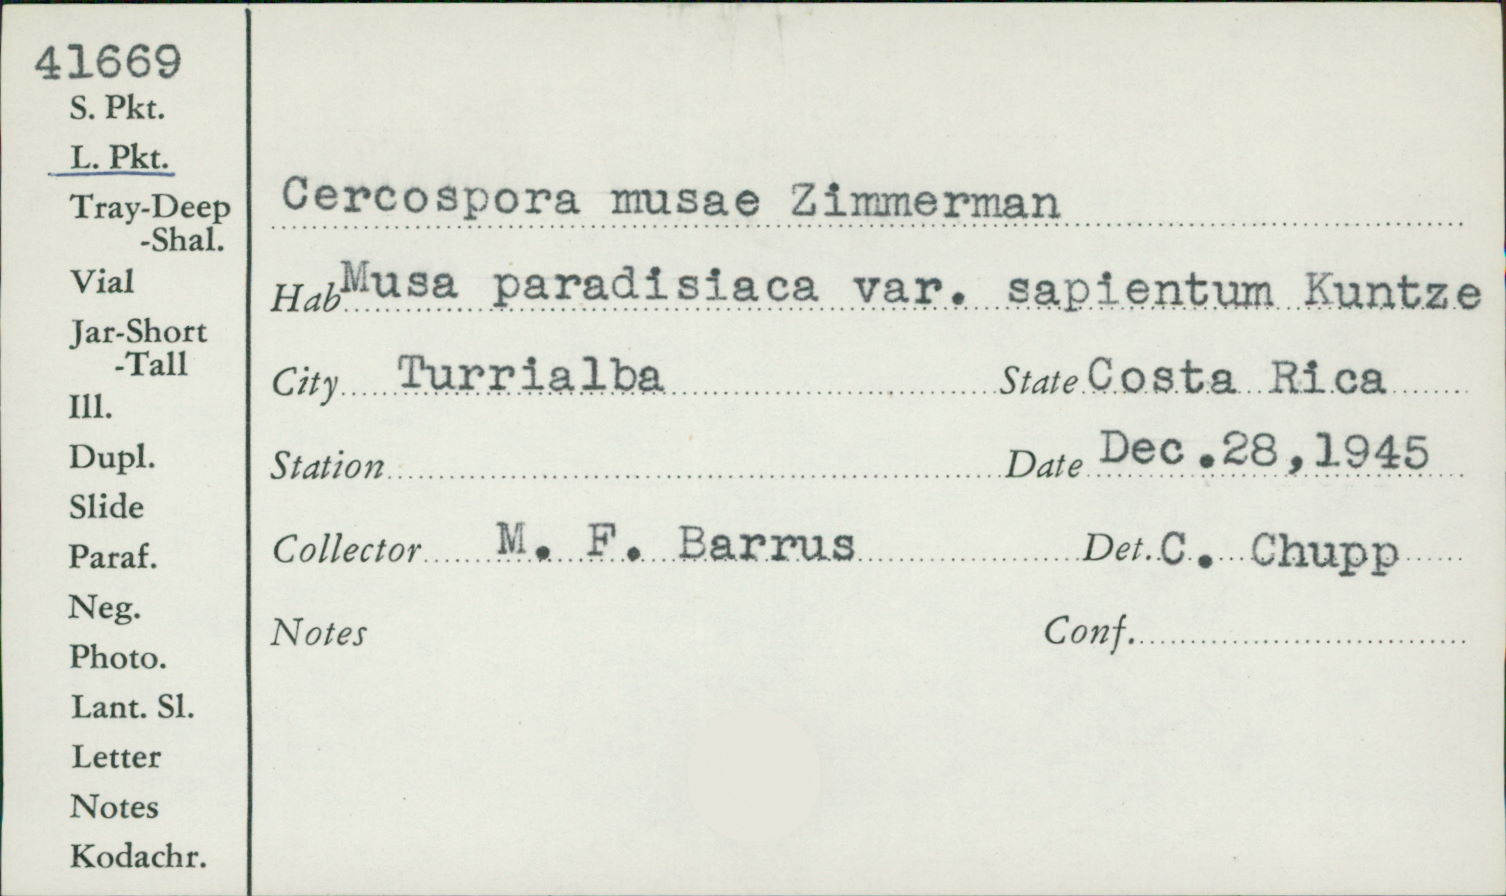 41669
S. Pkt.
L. Pkt.
Tray-Deep
-Shal.
Vial
Jar-Short
-Tall
Ill.
Dupl.
Slide
Paraf.
Neg.
Photo.
Lant. Sl.
Letter
Notes
Kodachr.
Cercospora musae Zimmerman
Hab Musa paradisiaca var. sapientum Kuntze
City Turrialba State Costa Rica
Station Date Dec.28,1945
Collector M. F. Barrus Det. C. Chupp
Notes Conf.